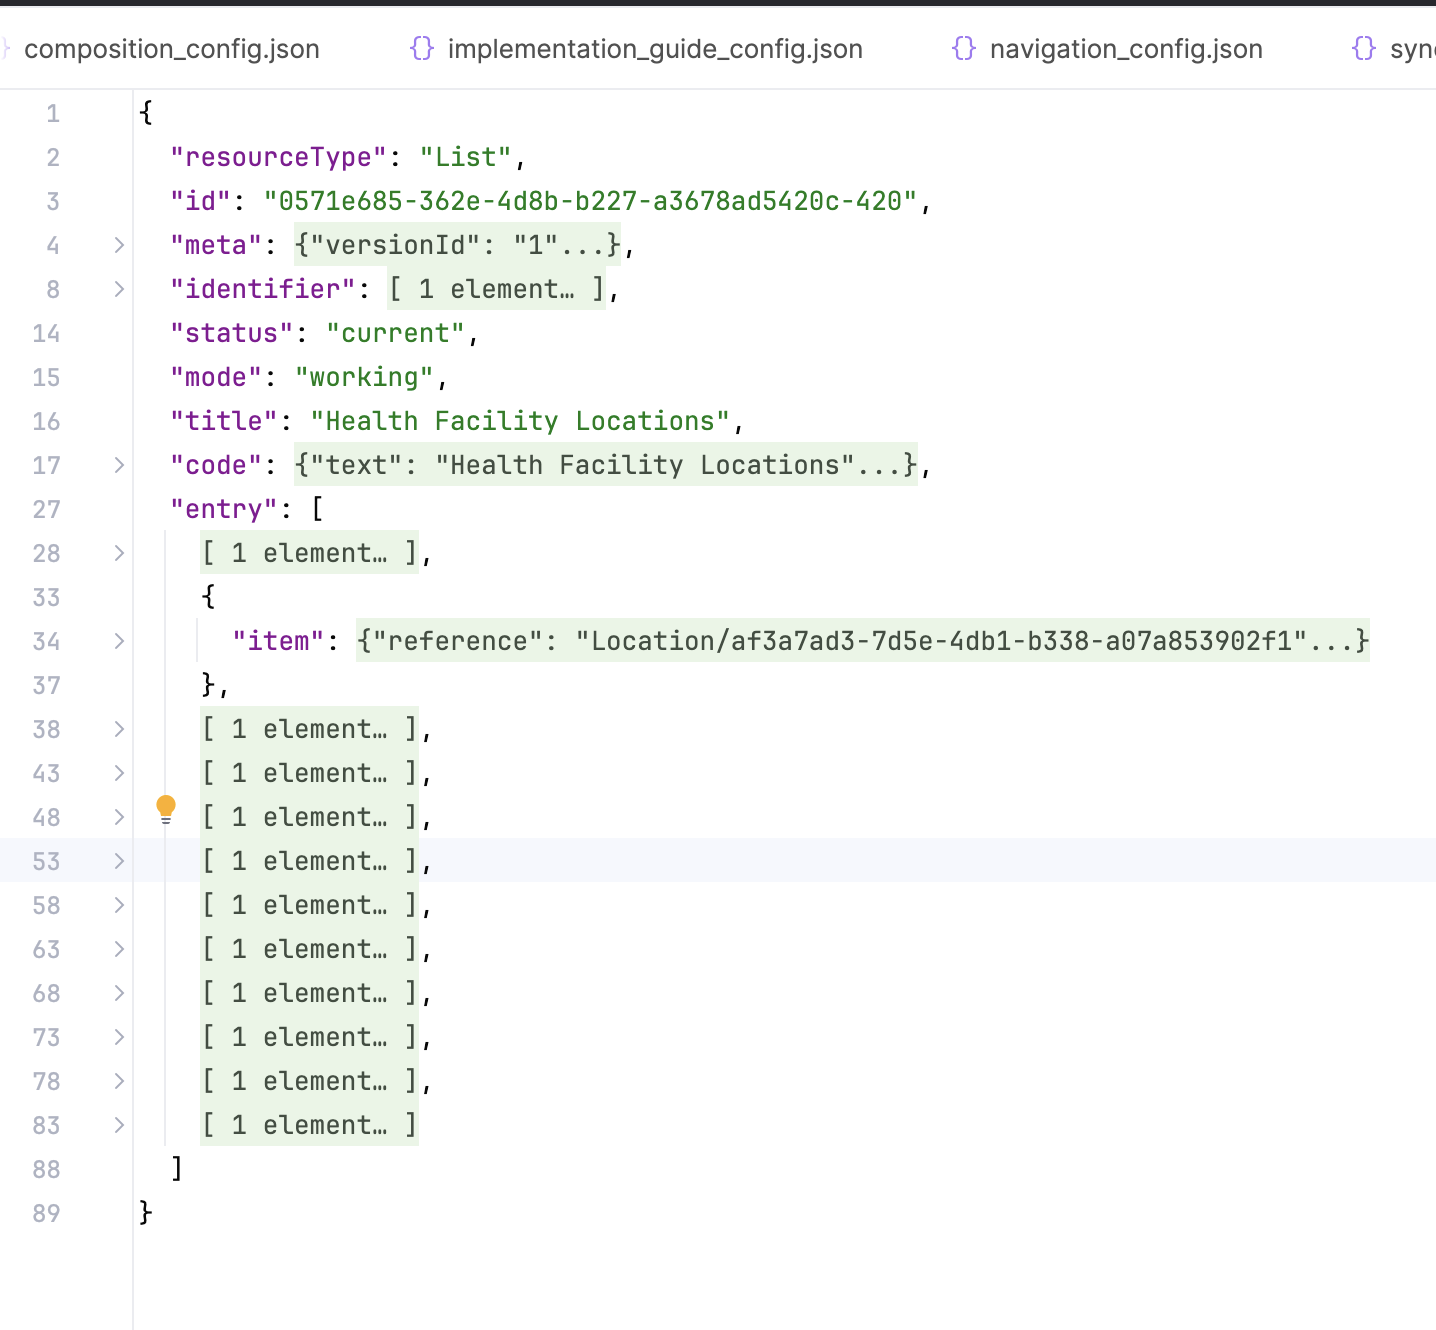 composition_config.json {} implementation_guide_config.json {} navigation_config.json {} syn
1 {
2 "resourceType": "List",
3 "id": "0571e685-362e-4d8b-b227-a3678ad5420c-420",
4 "meta": {"versionId": "1"...},
8 "identifier": [ 1 element… ],
14 "status": "current",
15 "mode": "working",
16 "title": "Health Facility Locations",
17 "code": {"text": "Health Facility Locations"...},
27 "entry": [
28 [ 1 element… ],
33 {
34 "item": {"reference": "Location/af3a7ad3-7d5e-4db1-b338-a07a853902f1"...}
37 },
38 [ 1 element… ],
43 [ 1 element… ],
48 [ 1 element… ],
53 [ 1 element… ],
58 [ 1 element… ],
63 [ 1 element… ],
68 [ 1 element… ],
73 [ 1 element… ],
78 [ 1 element… ],
83 [ 1 element… ]
88 ]
89 }